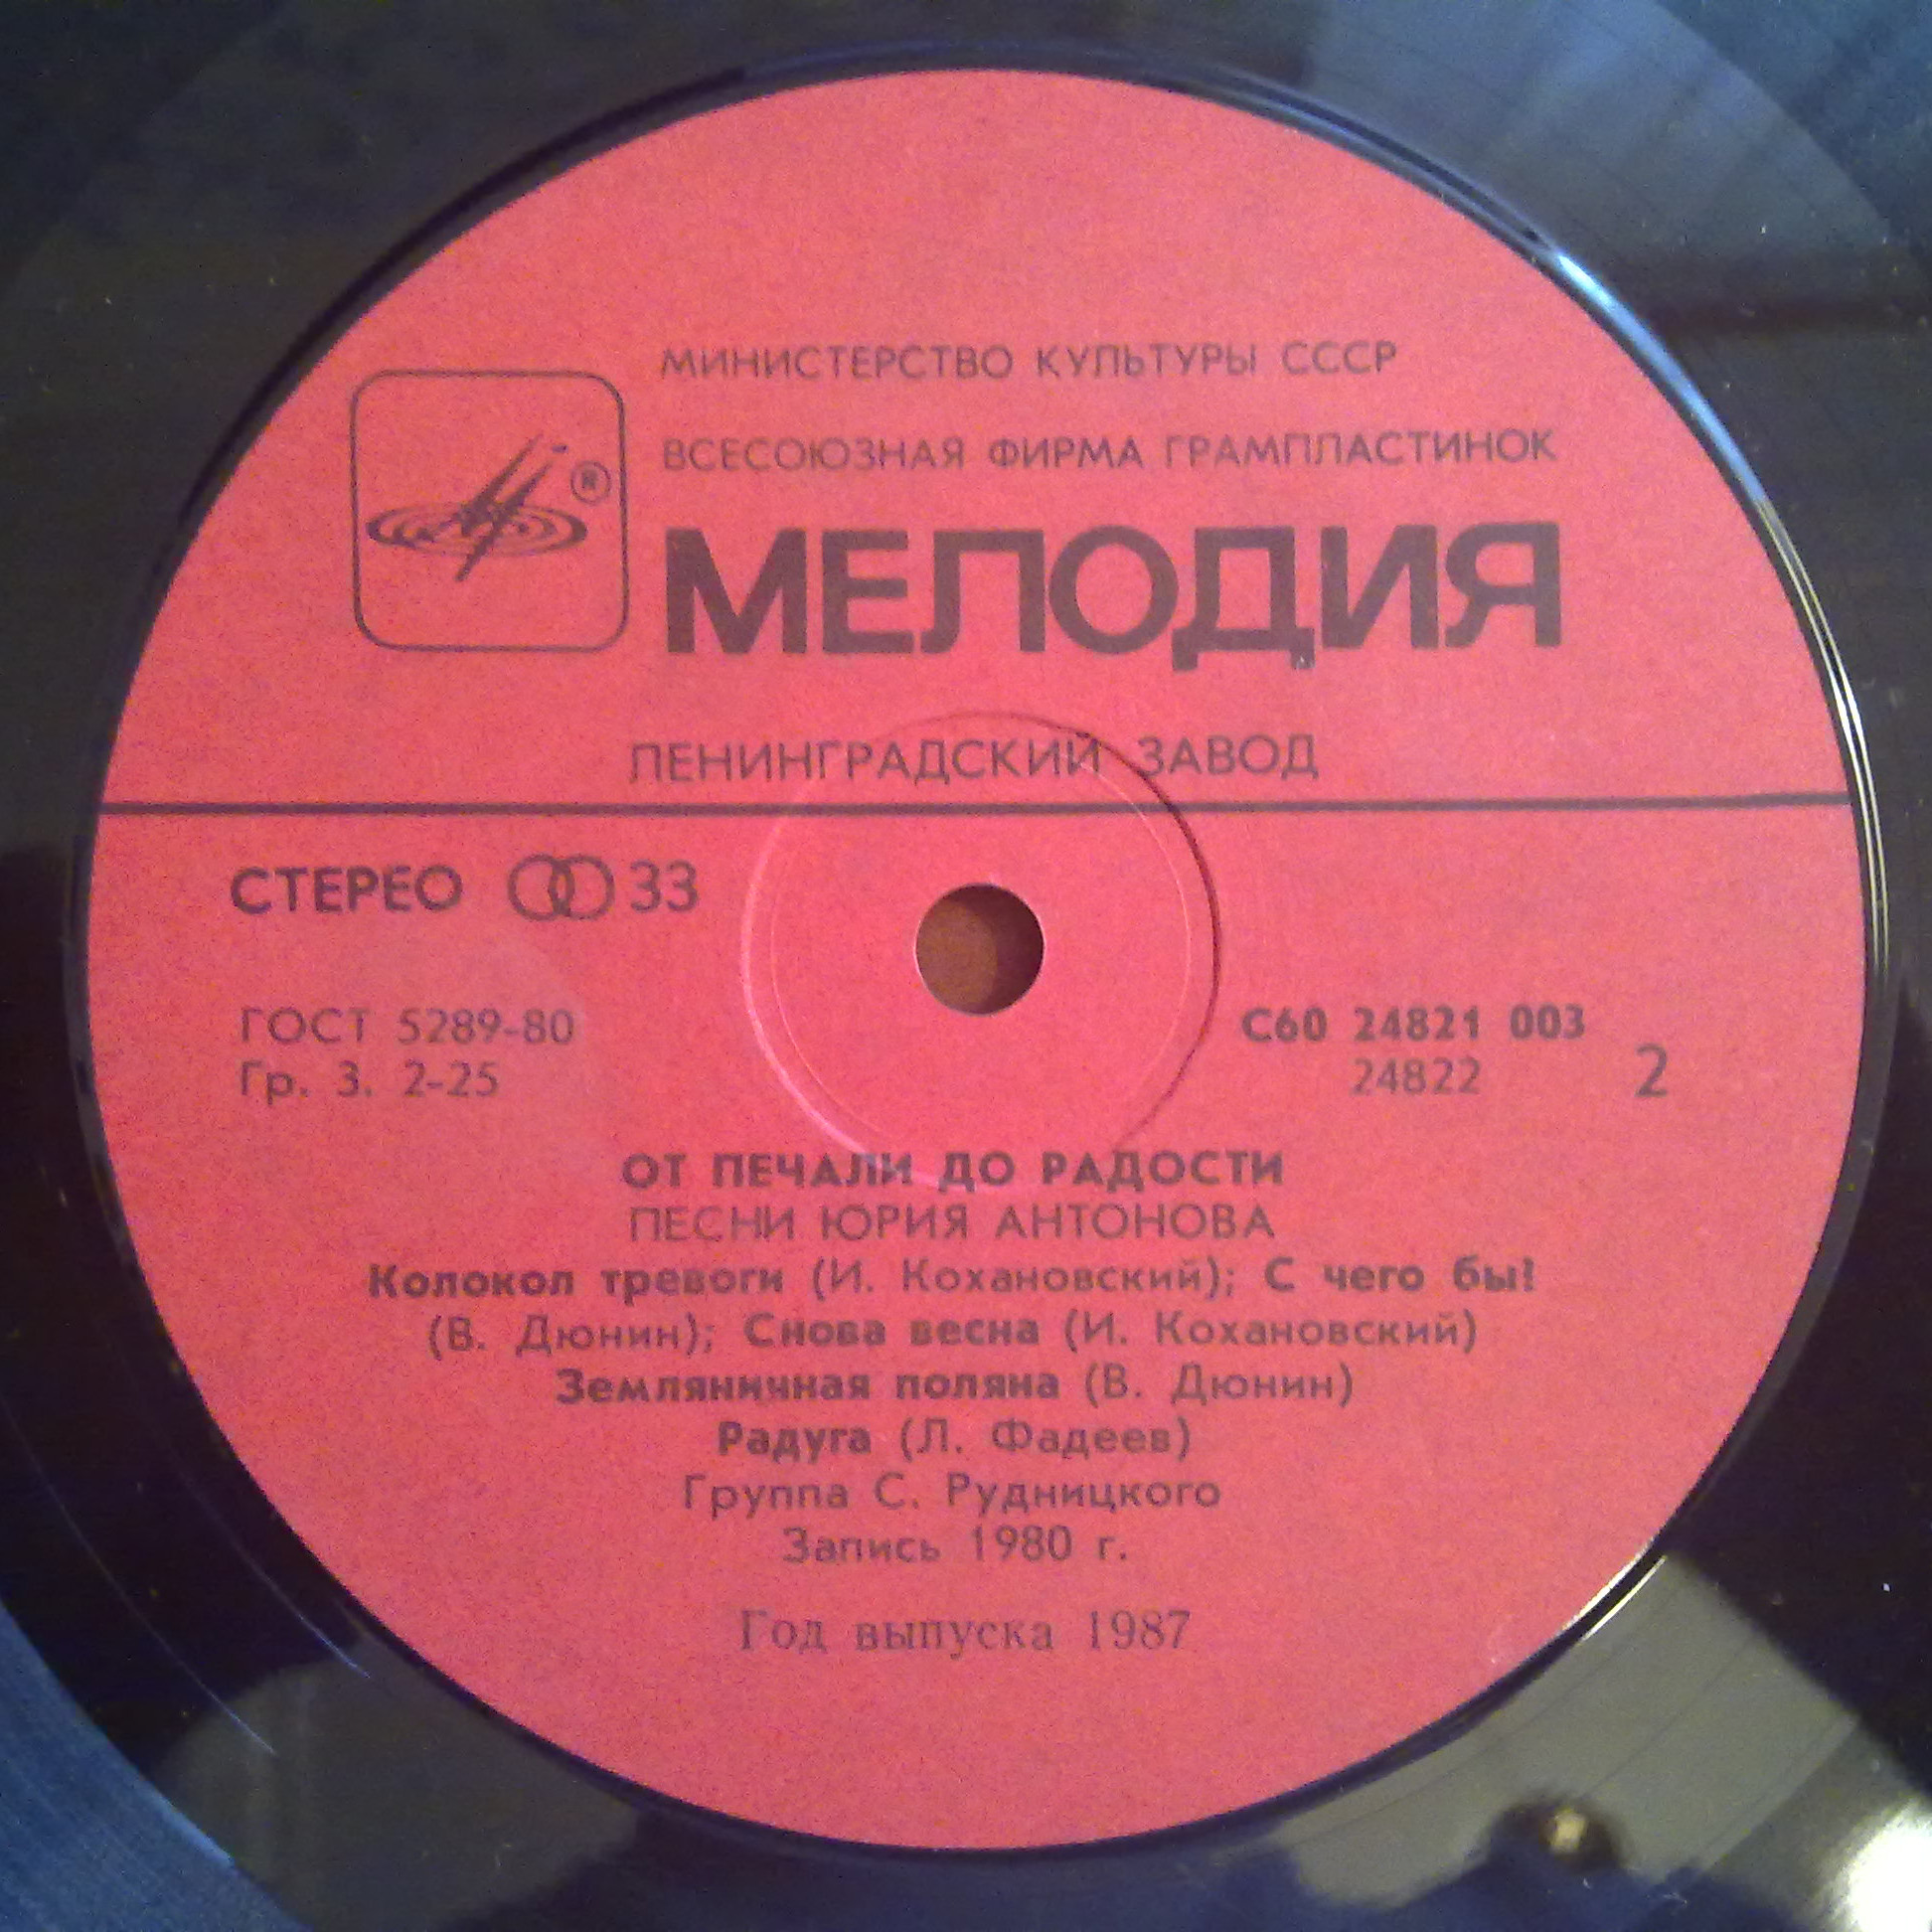 МИНИСТЕРСТВО КУЛЬТУРЫ СССР
ВСЕСОЮЗНАЯ ФИРМА ГРАМПЛАСТИНОК
®
МЕЛОДИЯ
ЛЕНИНГРАДСКИЙ ЗАВОД
СТЕРЕО 33
ГОСТ 5289-80
Гр. 3. 2-25
С60 24821 003
24822 2
ОТ ПЕЧАЛИ ДО РАДОСТИ
ПЕСНИ ЮРИЯ АНТОНОВА
Колокол тревоги (И. Кохановский); С чего бы!
(В. Дюнин); Снова весна (И. Кохановский)
Земляничная поляна (В. Дюнин)
Радуга (Л. Фадеев)
Группа С. Рудницкого
Запись 1980 г.
Год выпуска 1987